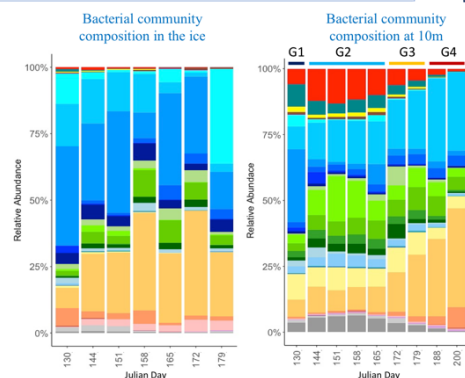 Bacterial community
composition in the ice
Bacterial community
composition at 10m
G1 G2 G3 G4
100%
75%
50%
25%
0%
Relative Abundance
130 144 151 158 165 172 179
Julian Day
100%
75%
50%
25%
0%
Relative Abundance
130 144 151 158 165 172 179 188 200
Julian Day